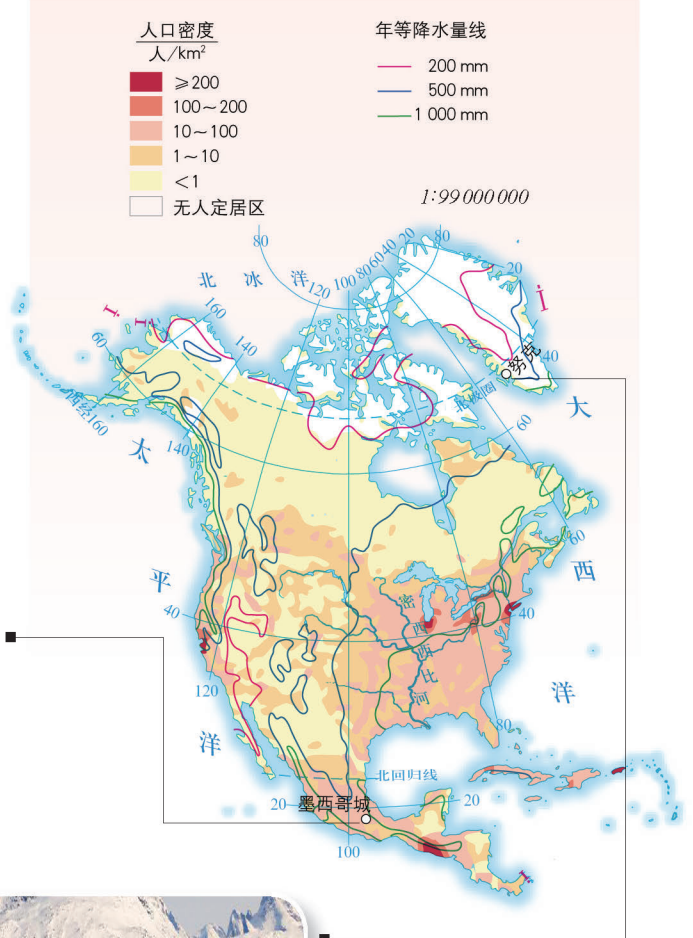 人口密度
人/km²
≥200
100~200
10~100
1~10
<1
无人定居区
年等降水量线
200 mm
500 mm
1 000 mm
1:99 000 000
80
80
北冰洋
120
100
80
60
40
20
20
160
140
60
努克
40
160
北极圈
大
60
太
140
60
平
西
密西西比河
40
40
120
洋
洋
80
北回归线
20
墨西哥城
20
100